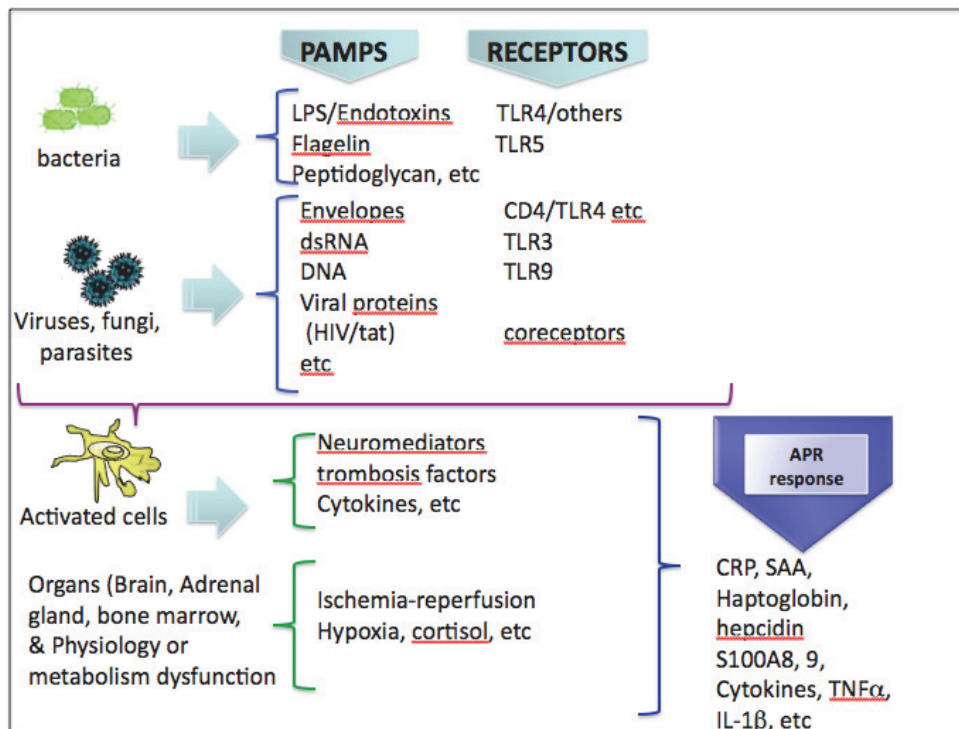 PAMPS
RECEPTORS
bacteria
LPS/Endotoxins
TLR4/others
Flagelin
TLR5
Peptidoglycan, etc
Viruses, fungi,
parasites
Envelopes
CD4/TLR4 etc
dsRNA
TLR3
DNA
TLR9
Viral proteins
(HIV/tat)
coreceptors
etc
Activated cells
Neuromediators
trombosis factors
Cytokines, etc
Organs (Brain, Adrenal
gland, bone marrow,
& Physiology or
metabolism dysfunction
Ischemia-reperfusion
Hypoxia, cortisol, etc
APR
response
CRP, SAA,
Haptoglobin,
hepcidin
S100A8, 9,
Cytokines, TNFα,
IL-1β, etc